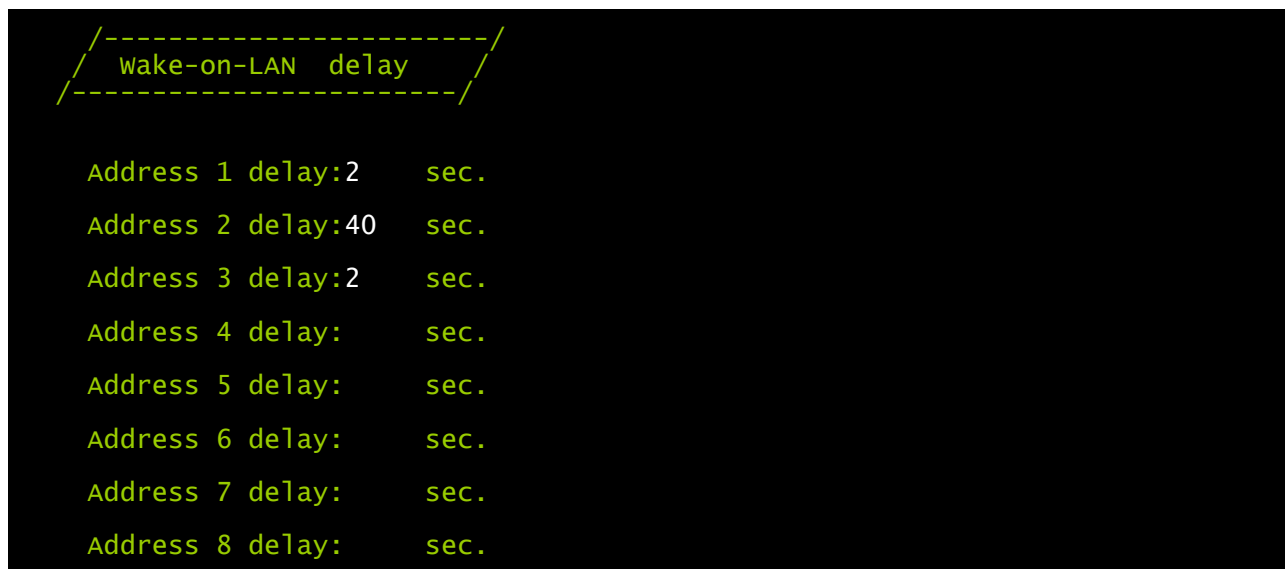 /------------------------/
/  Wake-on-LAN  delay    /
/------------------------/
Address 1 delay:2    sec.
Address 2 delay:40   sec.
Address 3 delay:2    sec.
Address 4 delay:     sec.
Address 5 delay:     sec.
Address 6 delay:     sec.
Address 7 delay:     sec.
Address 8 delay:     sec.